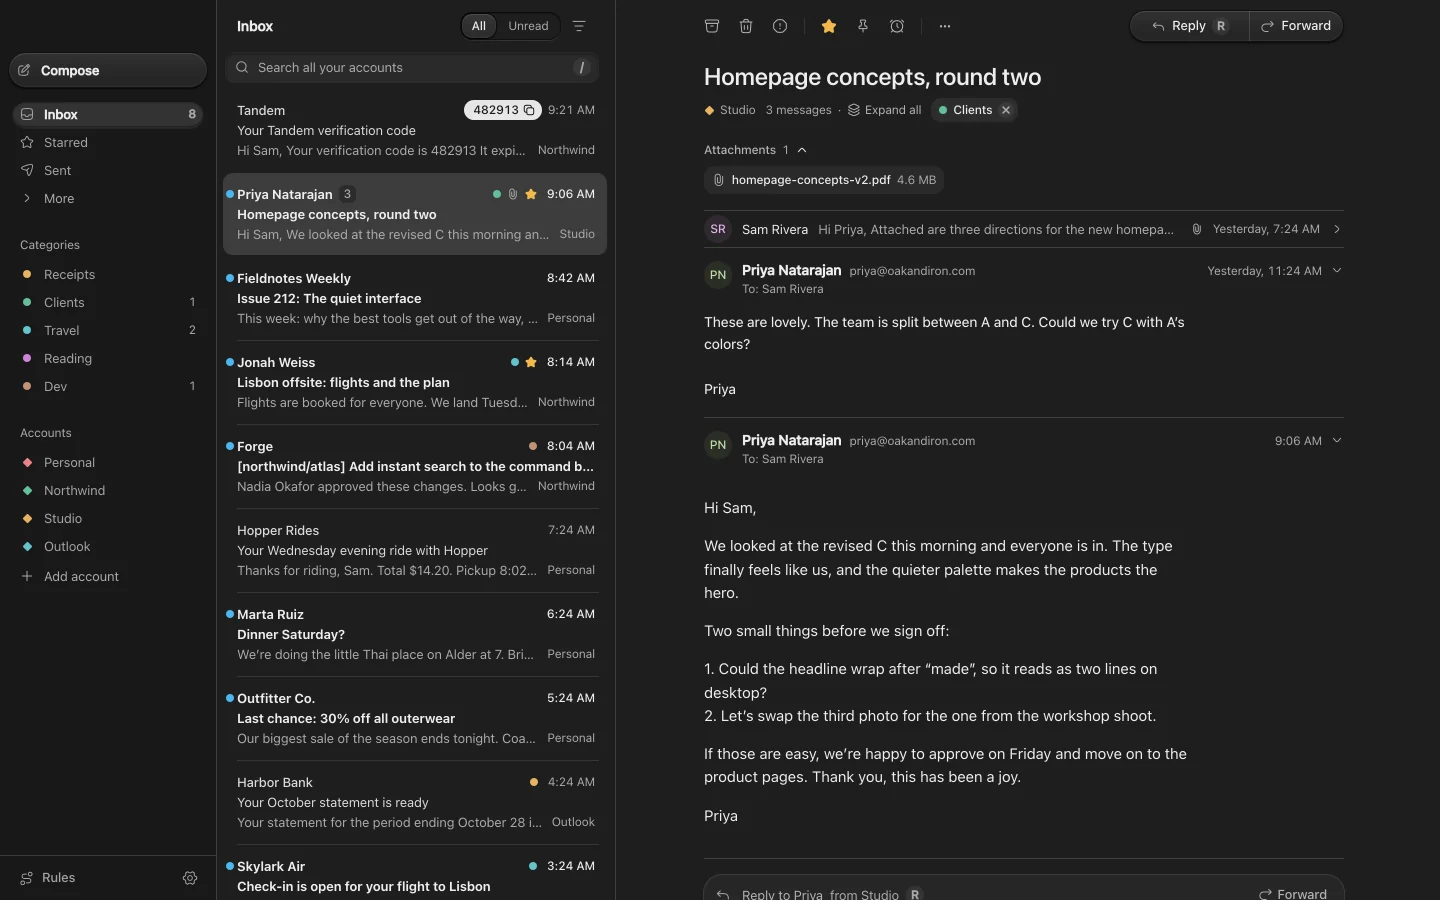 Compose
Inbox 8
Starred
Sent
More
Categories
Receipts
Clients 1
Travel 2
Reading
Dev 1
Accounts
Personal
Northwind
Studio
Outlook
Add account
Rules
Inbox All Unread
Search all your accounts /
Tandem 482913 9:21 AM
Your Tandem verification code
Hi Sam, Your verification code is 482913 It expi... Northwind
Priya Natarajan 3 9:06 AM
Homepage concepts, round two
Hi Sam, We looked at the revised C this morning an... Studio
Fieldnotes Weekly 8:42 AM
Issue 212: The quiet interface
This week: why the best tools get out of the way, ... Personal
Jonah Weiss 8:14 AM
Lisbon offsite: flights and the plan
Flights are booked for everyone. We land Tuesd... Northwind
Forge 8:04 AM
[northwind/atlas] Add instant search to the command b...
Nadia Okafor approved these changes. Looks g... Northwind
Hopper Rides 7:24 AM
Your Wednesday evening ride with Hopper
Thanks for riding, Sam. Total $14.20. Pickup 8:02... Personal
Marta Ruiz 6:24 AM
Dinner Saturday?
We’re doing the little Thai place on Alder at 7. Bri... Personal
Outfitter Co. 5:24 AM
Last chance: 30% off all outerwear
Our biggest sale of the season ends tonight. Coa... Personal
Harbor Bank 4:24 AM
Your October statement is ready
Your statement for the period ending October 28 i... Outlook
Skylark Air 3:24 AM
Check-in is open for your flight to Lisbon
Reply R Forward
Homepage concepts, round two
Studio 3 messages · Expand all Clients
Attachments 1
homepage-concepts-v2.pdf 4.6 MB
SR Sam Rivera Hi Priya, Attached are three directions for the new homepa... Yesterday, 7:24 AM
PN Priya Natarajan priya@oakandiron.com Yesterday, 11:24 AM
To: Sam Rivera
These are lovely. The team is split between A and C. Could we try C with A’s
colors?
Priya
PN Priya Natarajan priya@oakandiron.com 9:06 AM
To: Sam Rivera
Hi Sam,
We looked at the revised C this morning and everyone is in. The type
finally feels like us, and the quieter palette makes the products the
hero.
Two small things before we sign off:
1. Could the headline wrap after “made”, so it reads as two lines on
desktop?
2. Let’s swap the third photo for the one from the workshop shoot.
If those are easy, we’re happy to approve on Friday and move on to the
product pages. Thank you, this has been a joy.
Priya
Reply to Priya from Studio R Forward